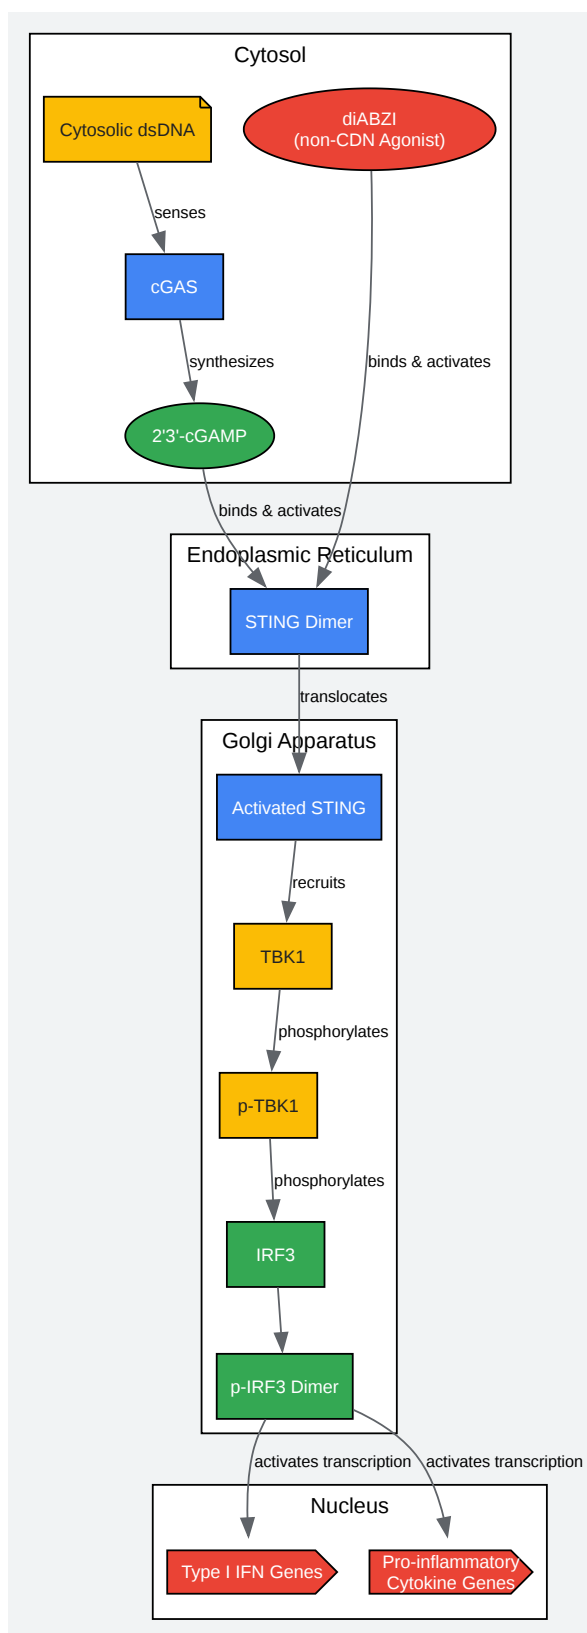 Cytosol
Cytosolic dsDNA
diABZI
(non-CDN Agonist)
senses
cGAS
synthesizes
binds & activates
2'3'-cGAMP
binds & activates
Endoplasmic Reticulum
STING Dimer
translocates
Golgi Apparatus
Activated STING
recruits
TBK1
phosphorylates
p-TBK1
phosphorylates
IRF3
p-IRF3 Dimer
activates transcription
activates transcription
Nucleus
Type I IFN Genes
Pro-inflammatory
Cytokine Genes